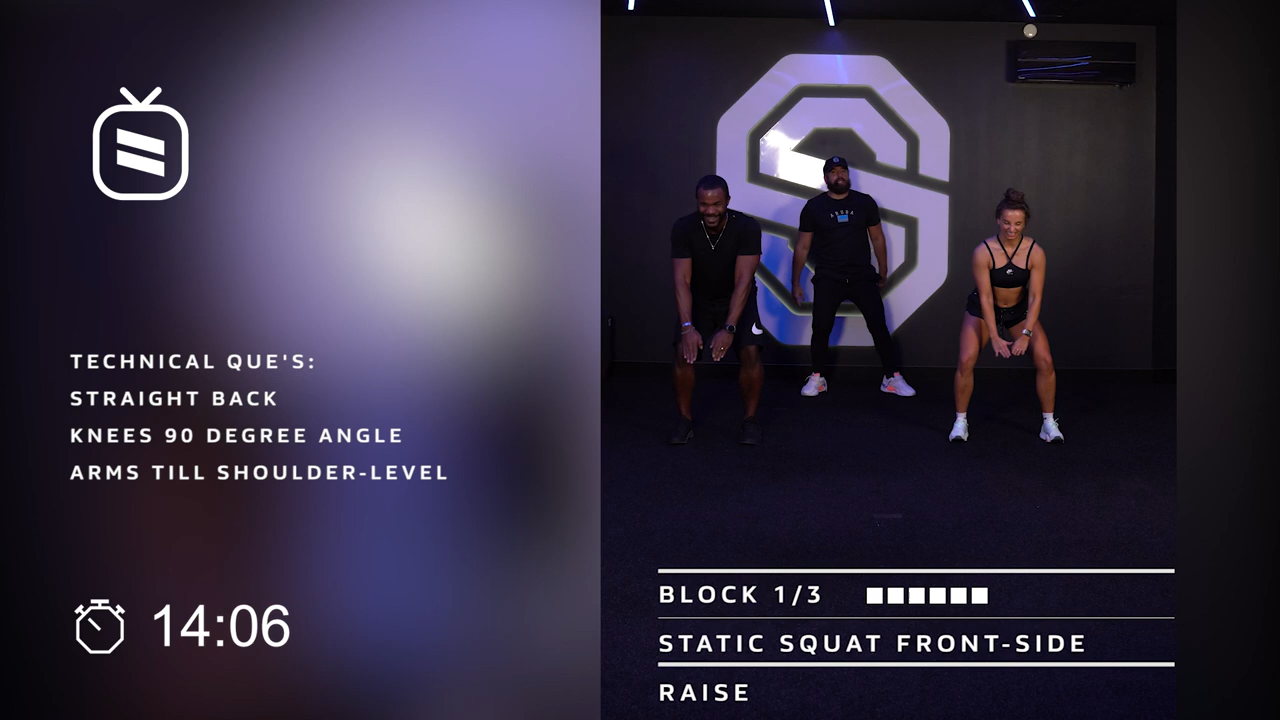 TECHNICAL QUE'S:
STRAIGHT BACK
KNEES 90 DEGREE ANGLE
ARMS TILL SHOULDER-LEVEL
14:06
S
BLOCK 1/3
STATIC SQUAT FRONT-SIDE
RAISE